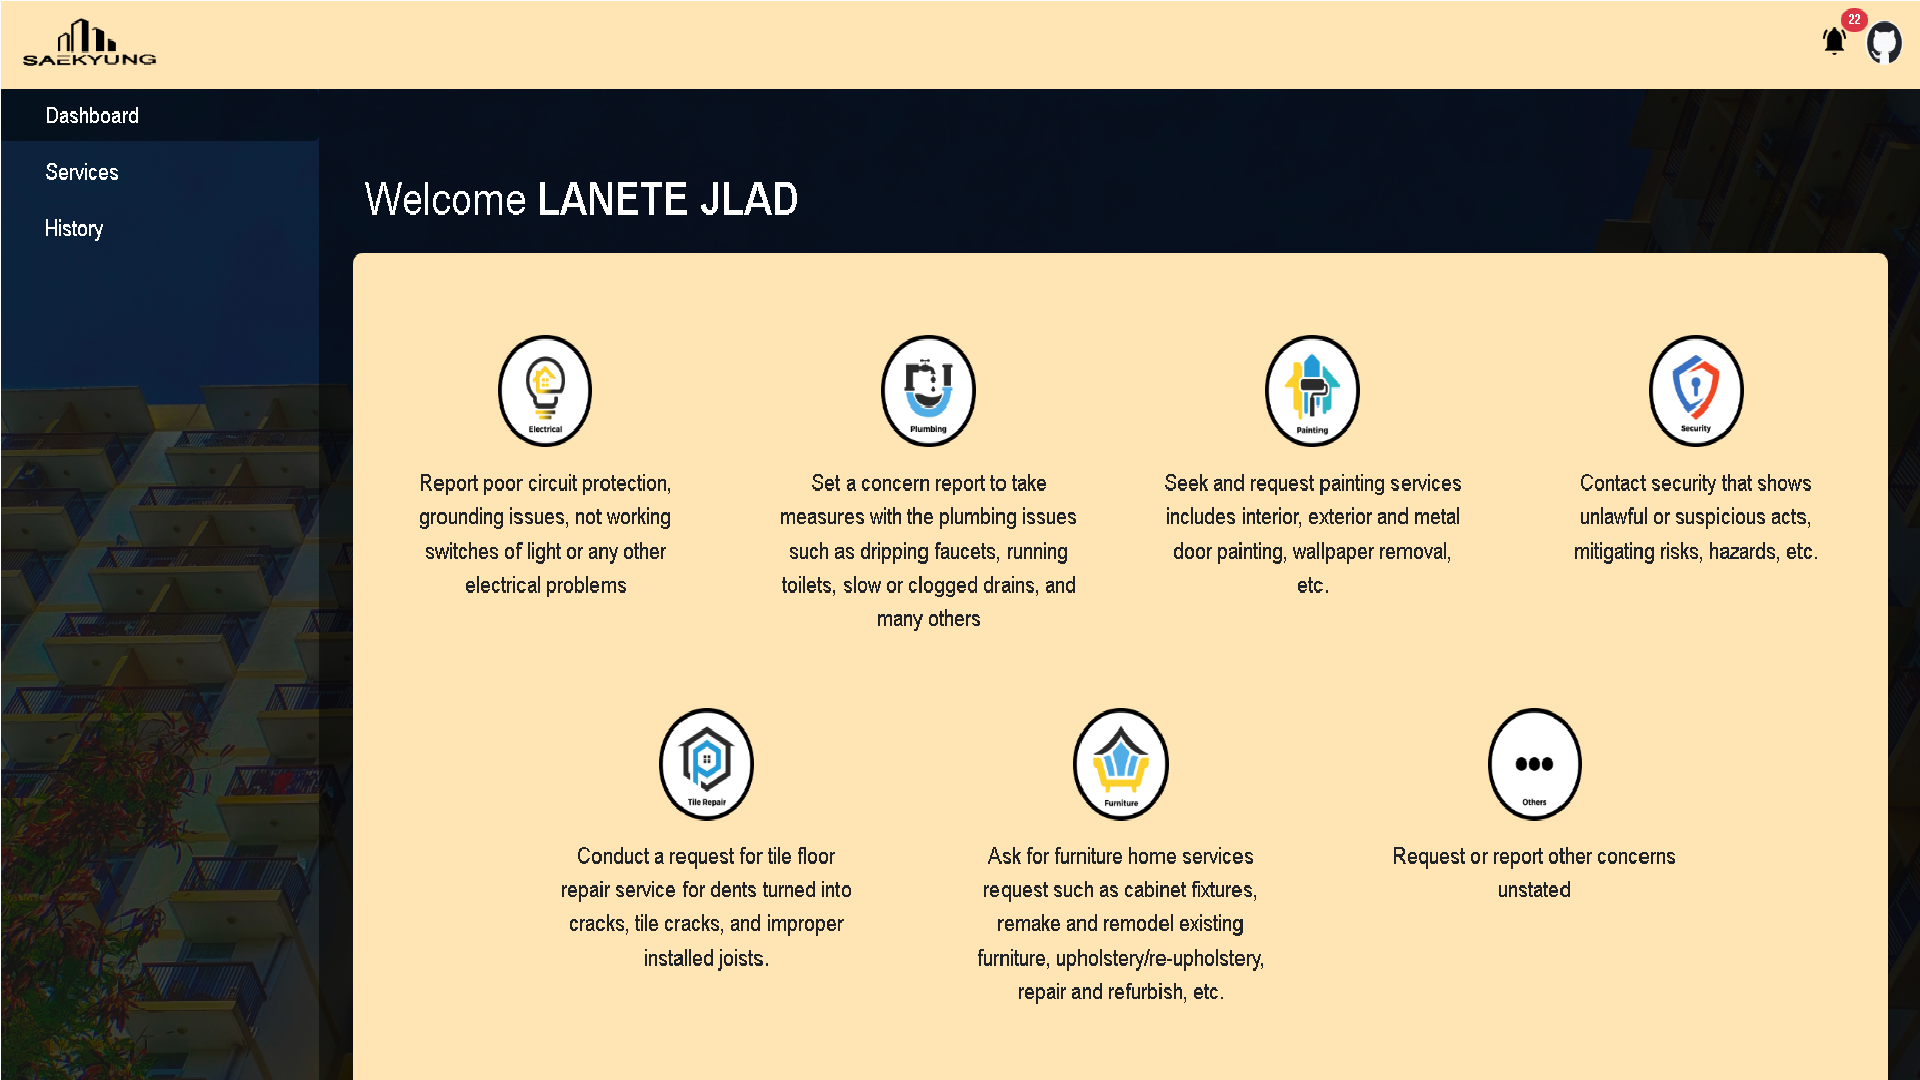 SAEKYUNG
22
Dashboard
Services
History
Welcome LANETE JLAD
Electrical
Report poor circuit protection,
grounding issues, not working
switches of light or any other
electrical problems
Plumbing
Set a concern report to take
measures with the plumbing issues
such as dripping faucets, running
toilets, slow or clogged drains, and
many others
Painting
Seek and request painting services
includes interior, exterior and metal
door painting, wallpaper removal,
etc.
Security
Contact security that shows
unlawful or suspicious acts,
mitigating risks, hazards, etc.
Tile Repair
Conduct a request for tile floor
repair service for dents turned into
cracks, tile cracks, and improper
installed joists.
Furniture
Ask for furniture home services
request such as cabinet fixtures,
remake and remodel existing
furniture, upholstery/re-upholstery,
repair and refurbish, etc.
Others
Request or report other concerns
unstated